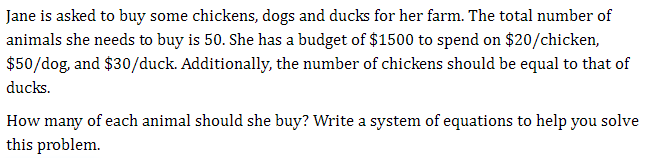 Jane is asked to buy some chickens, dogs and ducks for her farm. The total number of
animals she needs to buy is 50. She has a budget of $1500 to spend on $20/chicken,
$50/dog, and $30/duck. Additionally, the number of chickens should be equal to that of
ducks.
How many of each animal should she buy? Write a system of equations to help you solve
this problem.